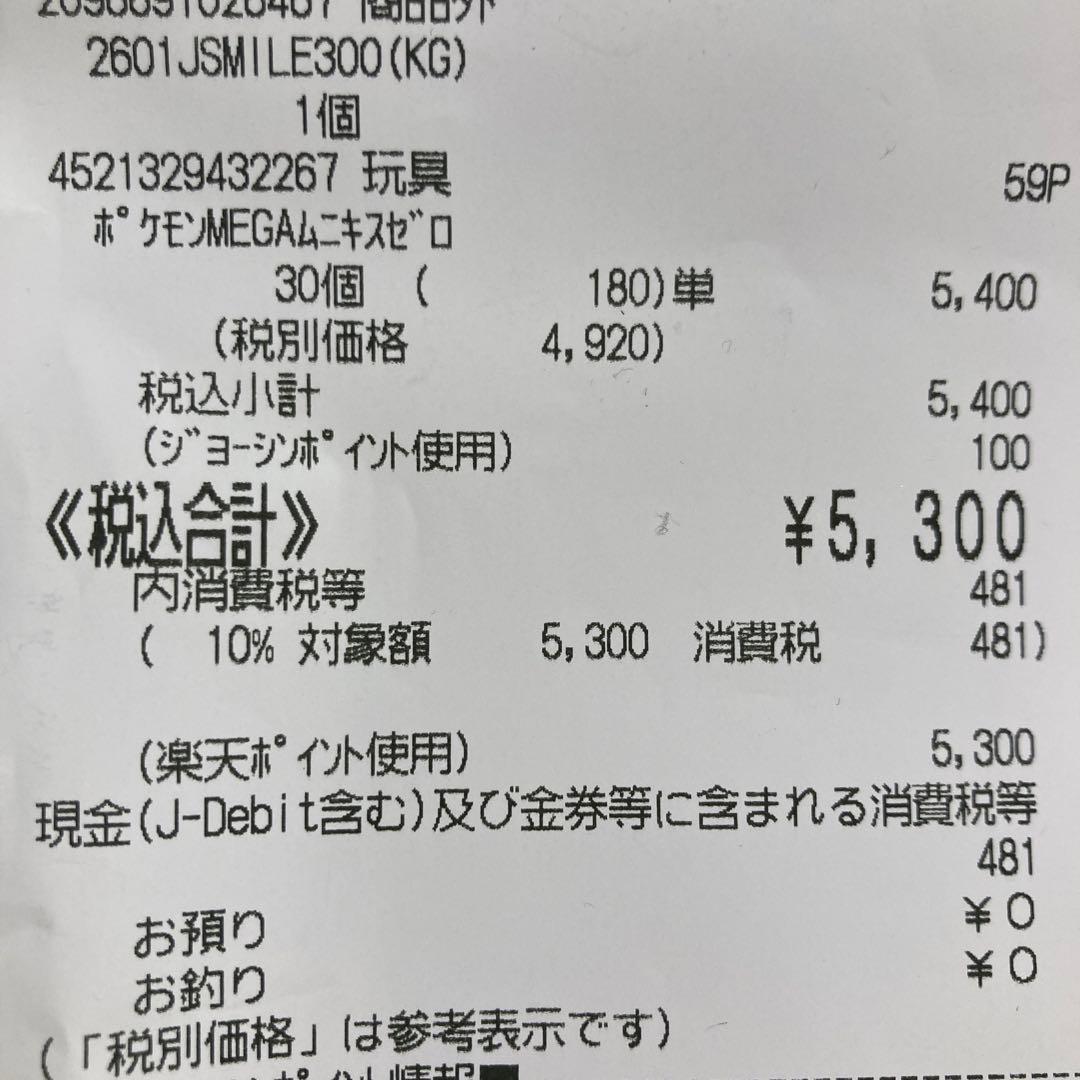 2601JSMILE300(KG)
1個
4521329432267 玩具 59P
ポケモンMEGAムニキスゼロ
30個 ( 180)単 5,400
(税別価格 4,920)
税込小計 5,400
(ジョーシンポイント使用) 100
《税込合計》 ¥5,300
内消費税等 481
( 10% 対象額 5,300 消費税 481)
(楽天ポイント使用) 5,300
現金(J-Debit含む)及び金券等に含まれる消費税等
481
お預り ¥0
お釣り ¥0
(「税別価格」は参考表示です)